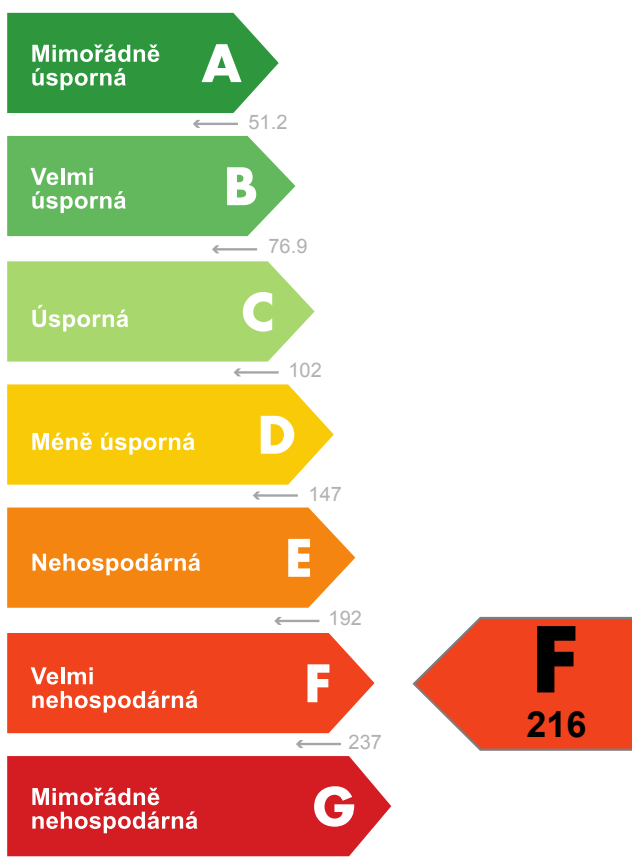 Mimořádně
úsporná
A
51.2
Velmi
úsporná
B
76.9
Úsporná
C
102
Méně úsporná
D
147
Nehospodárná
E
192
Velmi
nehospodárná
F
F
216
237
Mimořádně
nehospodárná
G